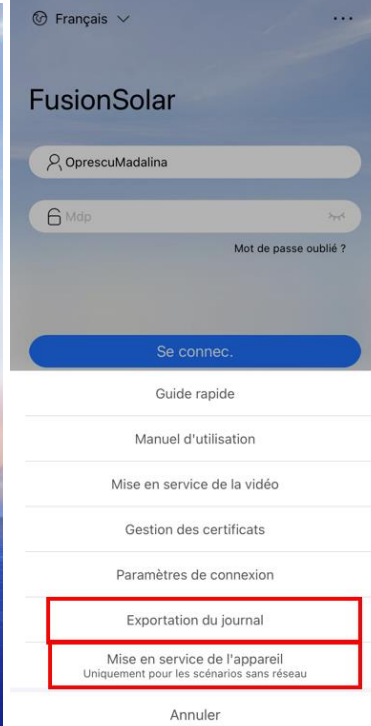 Français
...
FusionSolar
OprescuMadalina
Mdp
Mot de passe oublié ?
Se connec.
Guide rapide
Manuel d'utilisation
Mise en service de la vidéo
Gestion des certificats
Paramètres de connexion
Exportation du journal
Mise en service de l'appareil
Uniquement pour les scénarios sans réseau
Annuler